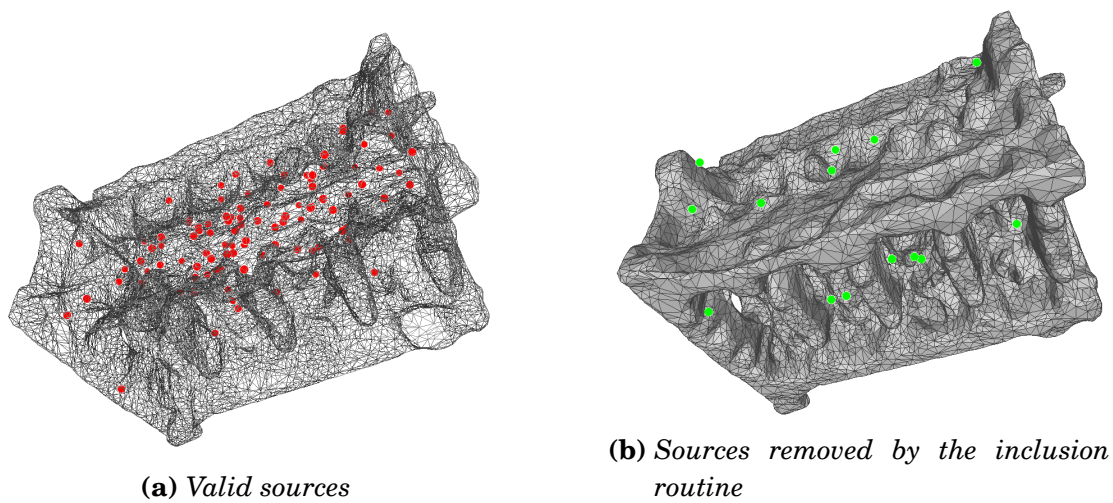 (a) Valid sources
(b) Sources removed by the inclusion
routine